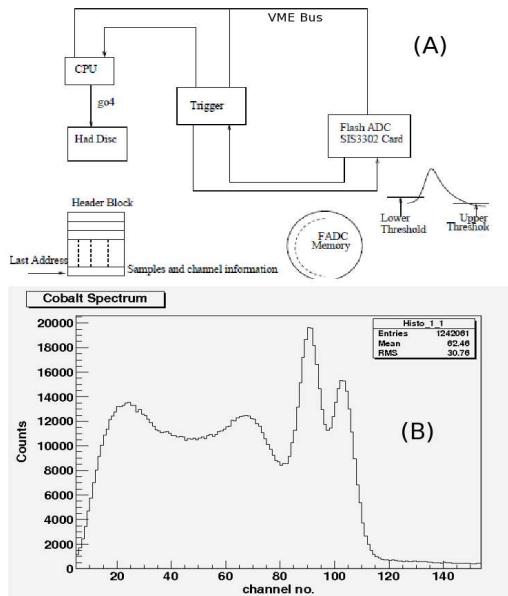 VME Bus
(A)
CPU
go4
Had Disc
Trigger
Flash ADC
SIS3302 Card
Lower
Threshold
Upper
Threshold
Header Block
Last Address
Samples and channel information
FADC
Memory
Cobalt Spectrum
Histo_1_1
Entries 1242061
Mean 62.46
RMS 30.76
(B)
Counts
20000
18000
16000
14000
12000
10000
8000
6000
4000
2000
0
20 40 60 80 100 120 140
channel no.